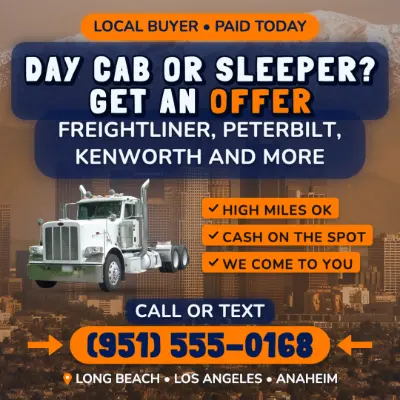 LOCAL BUYER • PAID TODAY
DAY CAB OR SLEEPER?
GET AN OFFER
FREIGHTLINER, PETERBILT,
KENWORTH AND MORE
✓ HIGH MILES OK
✓ CASH ON THE SPOT
✓ WE COME TO YOU
CALL OR TEXT
(951) 555-0168
LONG BEACH • LOS ANGELES • ANAHEIM